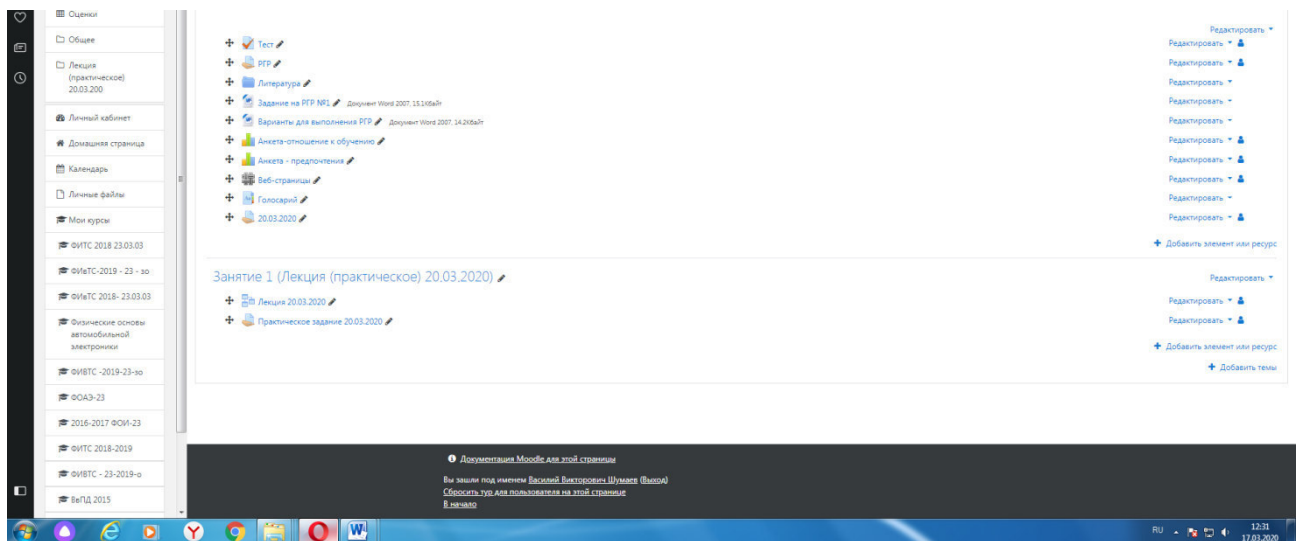 Оценки
Общее
Лекция
(практическое)
20.03.200
Личный кабинет
Домашняя страница
Календарь
Личные файлы
Мои курсы
ФИТС 2018 23.03.03
ФИвТС-2019 - 23 - зо
ФИвТС 2018- 23.03.03
Физические основы
автомобильной
электроники
ФИВТС -2019-23-зо
ФОАЭ-23
2016-2017 ФОИ-23
ФИТС 2018-2019
ФИВТС - 23-2019-о
ВвПД 2015
Редактировать
Тест Редактировать
РГР Редактировать
Литература Редактировать
Задание на РГР №1 Документ Word 2007, 15.1Кбайт Редактировать
Варианты для выполнения РГР Документ Word 2007, 14.2Кбайт Редактировать
Анкета-отношение к обучению Редактировать
Анкета - предпочтения Редактировать
Веб-страницы Редактировать
Голосарий Редактировать
20.03.2020 Редактировать
Добавить элемент или ресурс
Занятие 1 (Лекция (практическое) 20.03.2020) Редактировать
Лекция 20.03.2020 Редактировать
Практическое задание 20.03.2020 Редактировать
Добавить элемент или ресурс
Добавить темы
Документация Moodle для этой страницы
Вы зашли под именем Василий Викторович Шумаев (Выход)
Сбросить тур для пользователя на этой странице
В начало
RU 12:31
17.03.2020